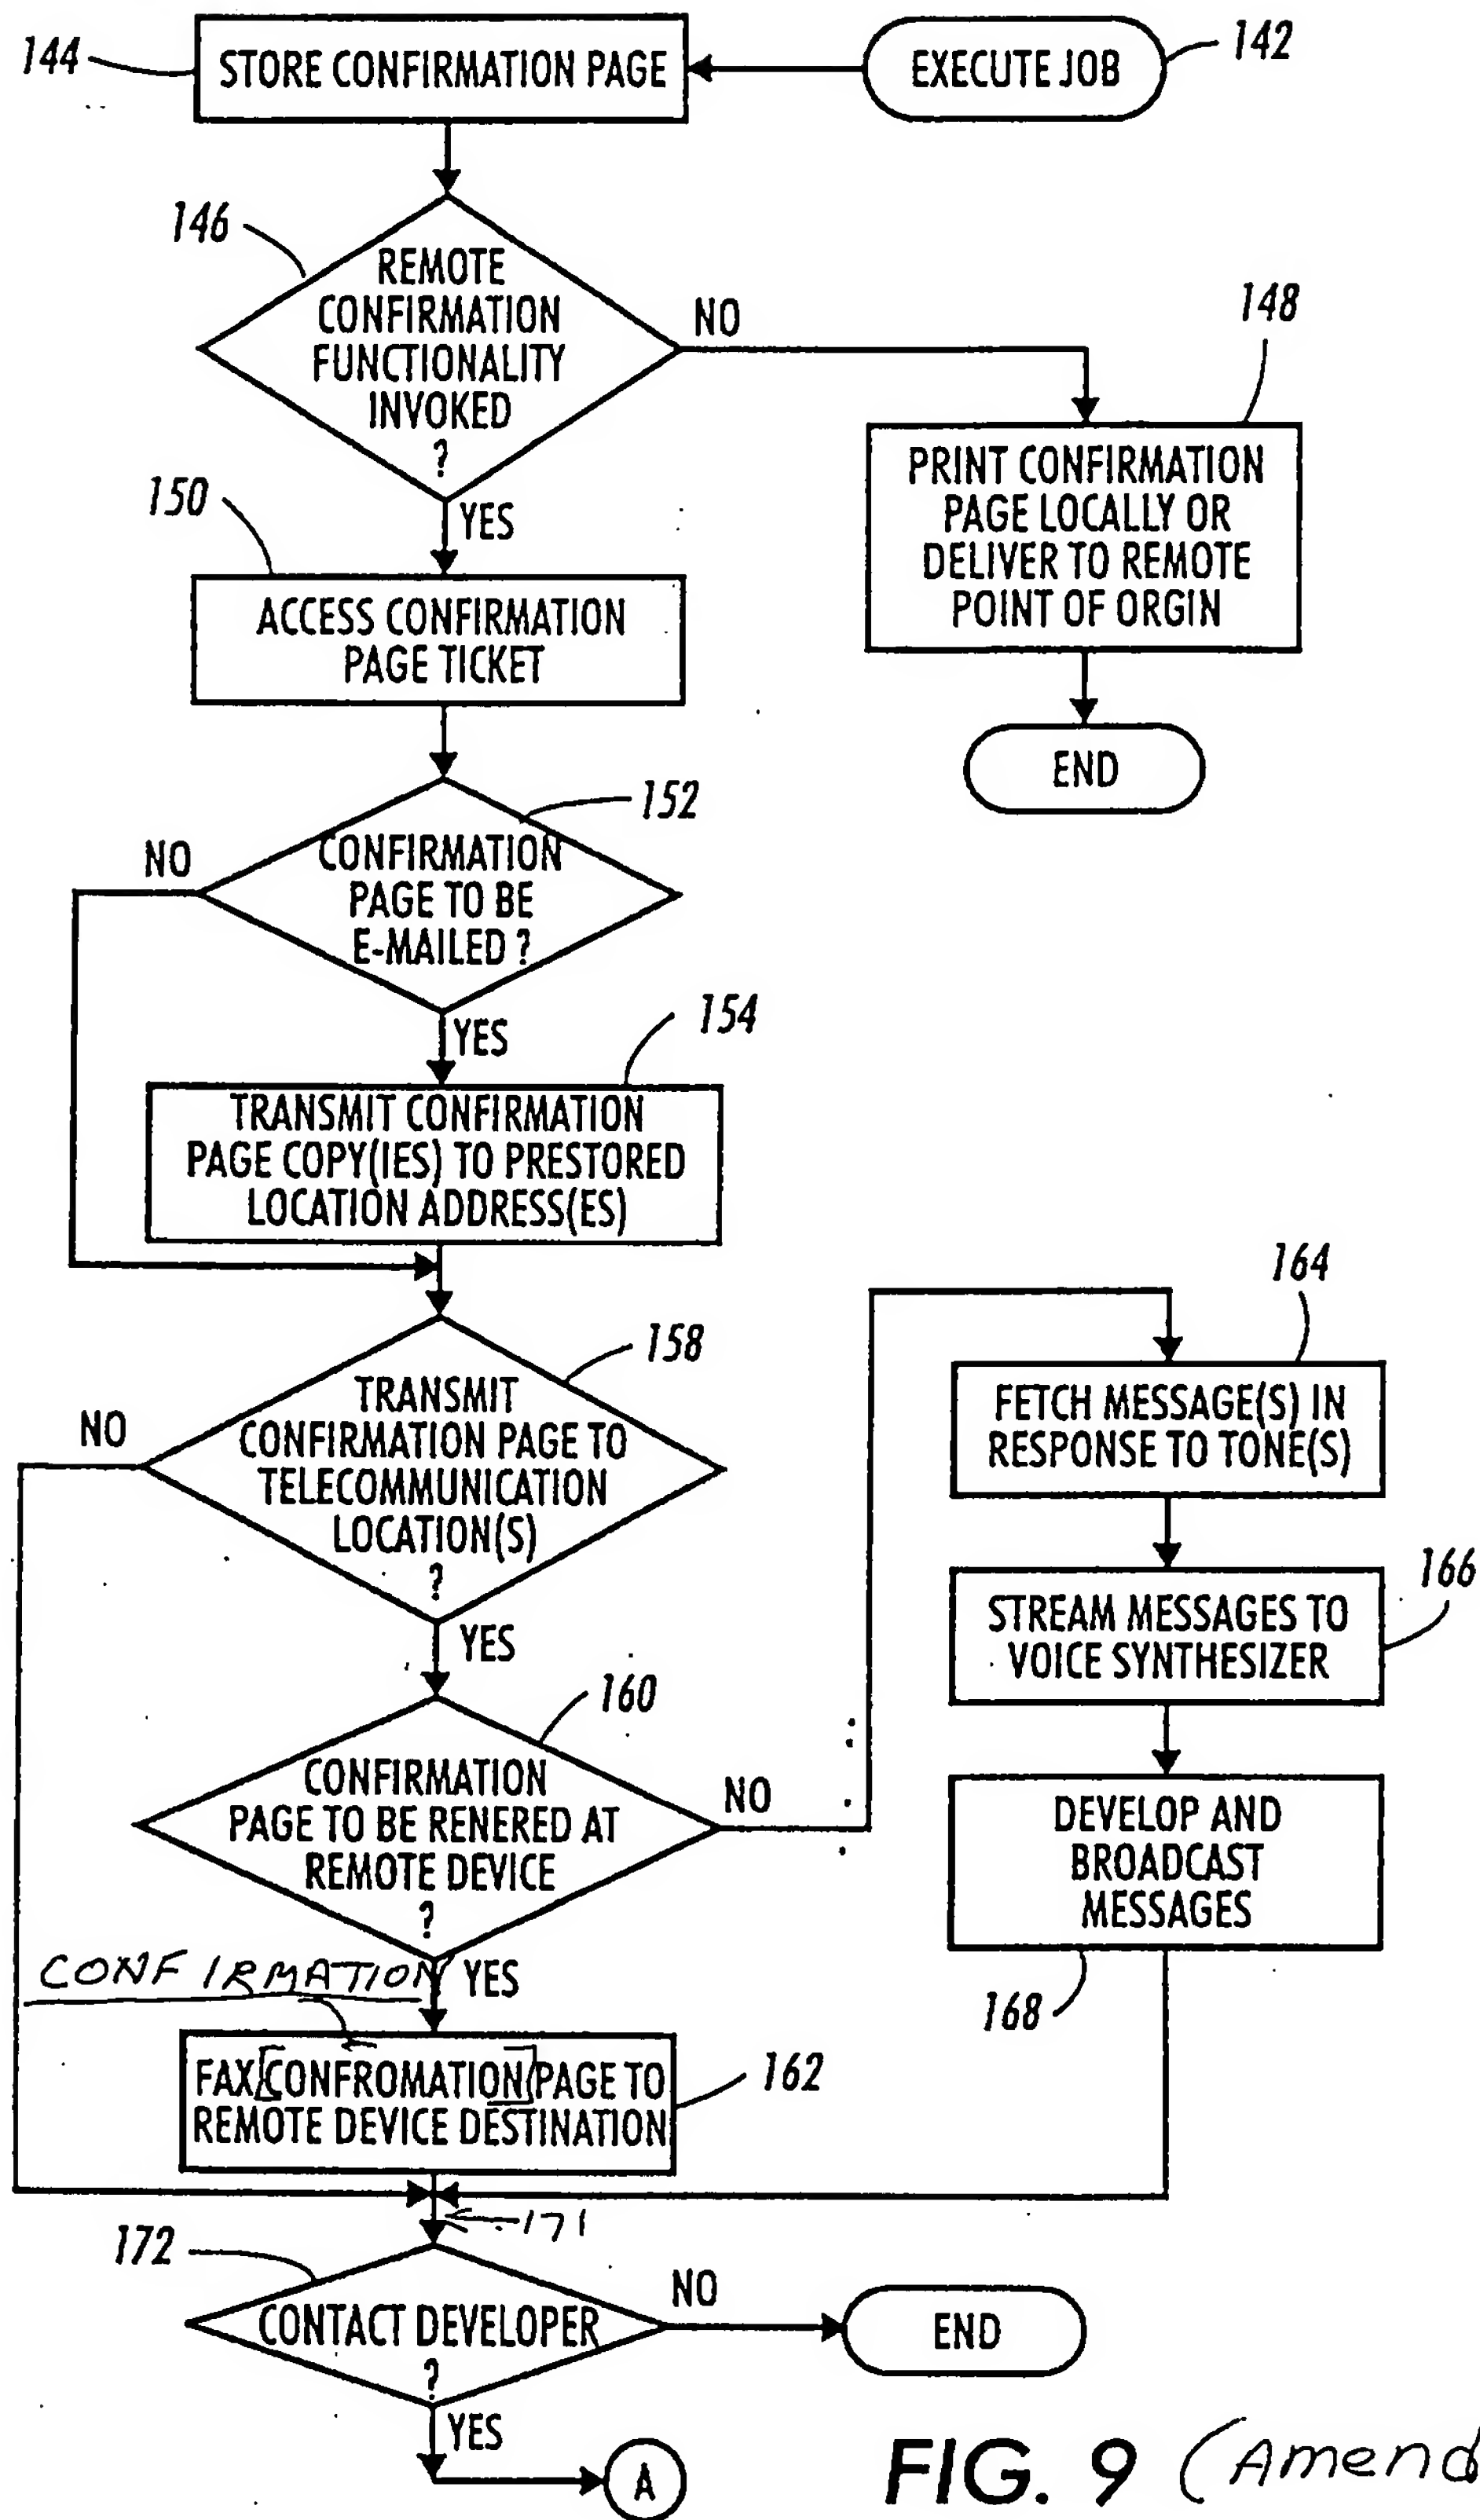 144
STORE CONFIRMATION PAGE
EXECUTE JOB
142
146
REMOTE
CONFIRMATION
FUNCTIONALITY
INVOKED
?
NO
148
PRINT CONFIRMATION
PAGE LOCALLY OR
DELIVER TO REMOTE
POINT OF ORGIN
END
YES
150
ACCESS CONFIRMATION
PAGE TICKET
152
NO
CONFIRMATION
PAGE TO BE
E-MAILED ?
YES
154
TRANSMIT CONFIRMATION
PAGE COPY(IES) TO PRESTORED
LOCATION ADDRESS(ES)
158
NO
TRANSMIT
CONFIRMATION PAGE TO
TELECOMMUNICATION
LOCATION(S)
?
YES
160
CONFIRMATION
PAGE TO BE RENERED AT
REMOTE DEVICE
?
NO
164
FETCH MESSAGE(S) IN
RESPONSE TO TONE(S)
166
STREAM MESSAGES TO
VOICE SYNTHESIZER
DEVELOP AND
BROADCAST
MESSAGES
168
YES
CONFIRMATION
FAX [CONFROMATION] PAGE TO
REMOTE DEVICE DESTINATION
162
171
172
CONTACT DEVELOPER
?
NO
END
YES
A
FIG. 9 (Amend